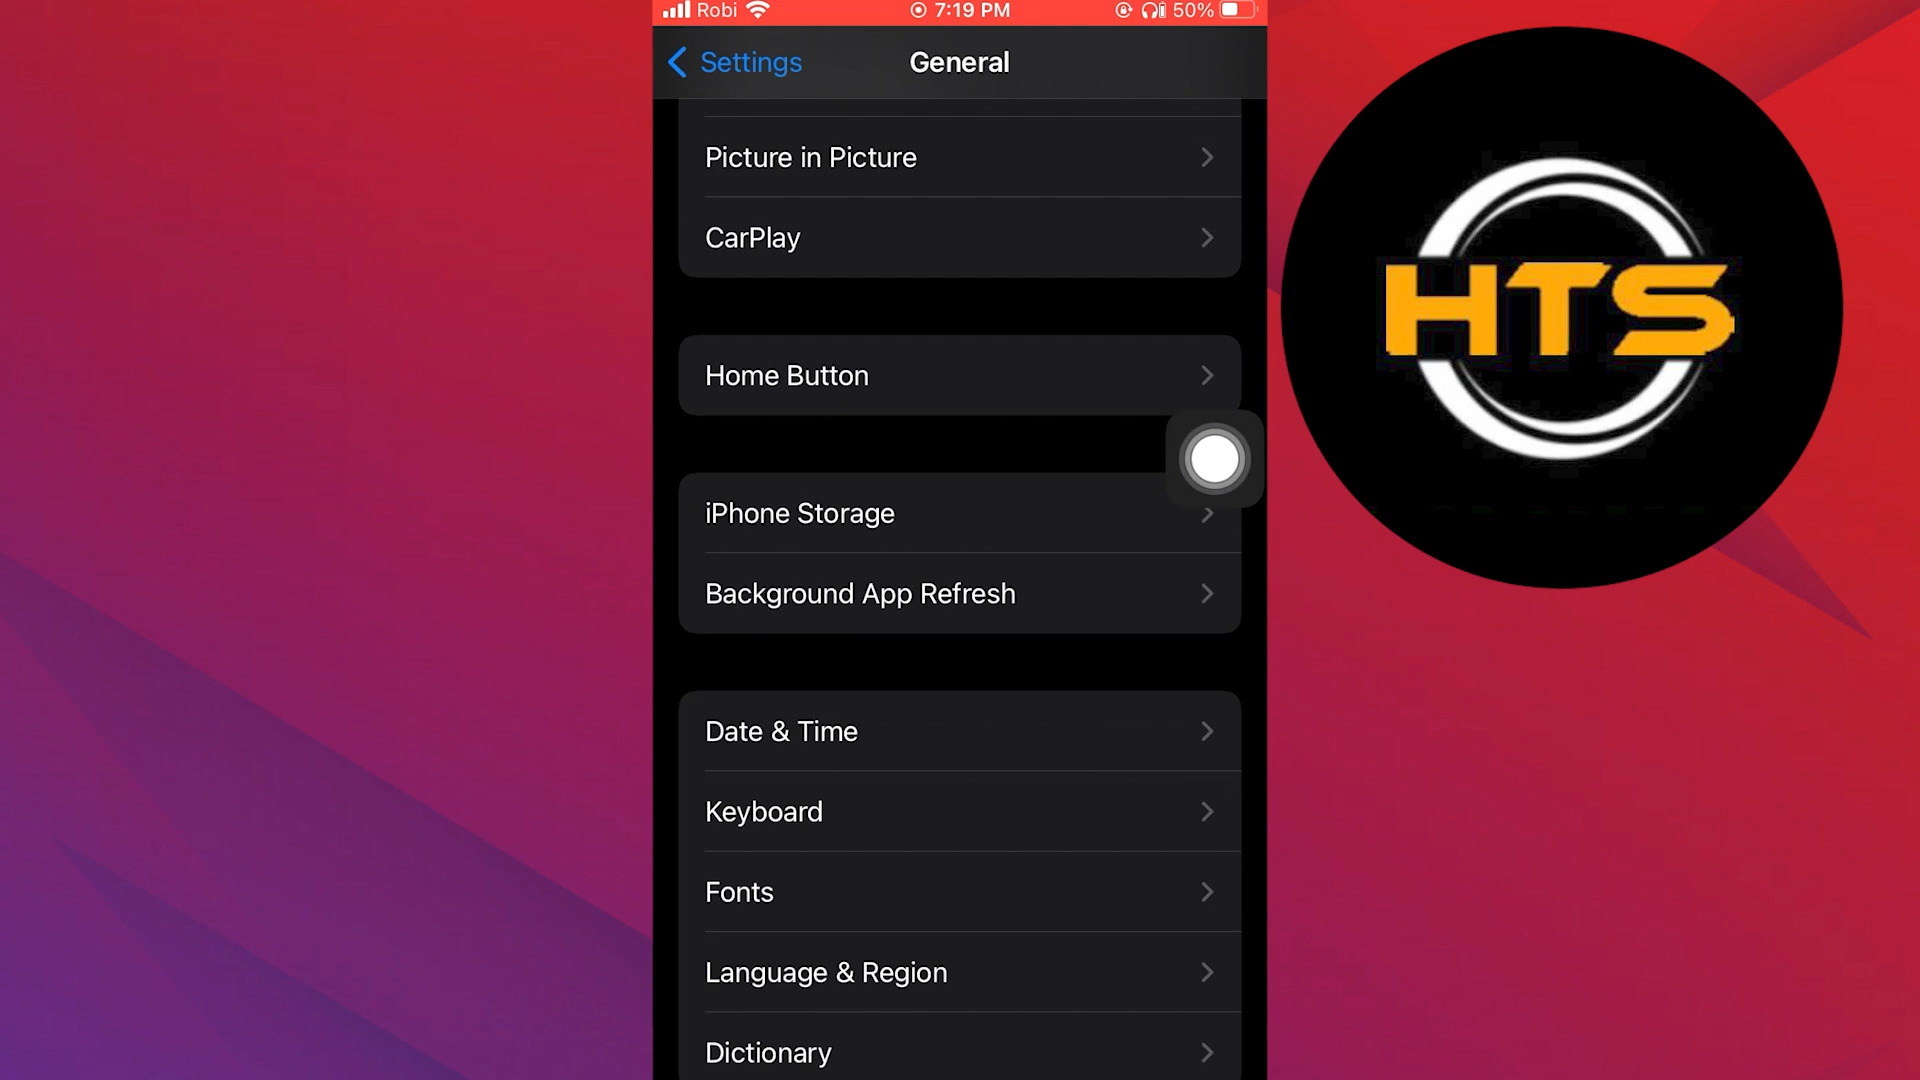 Robi 7:19 PM 50%
Settings General
Picture in Picture
CarPlay
Home Button
iPhone Storage
Background App Refresh
Date & Time
Keyboard
Fonts
Language & Region
Dictionary
HTS